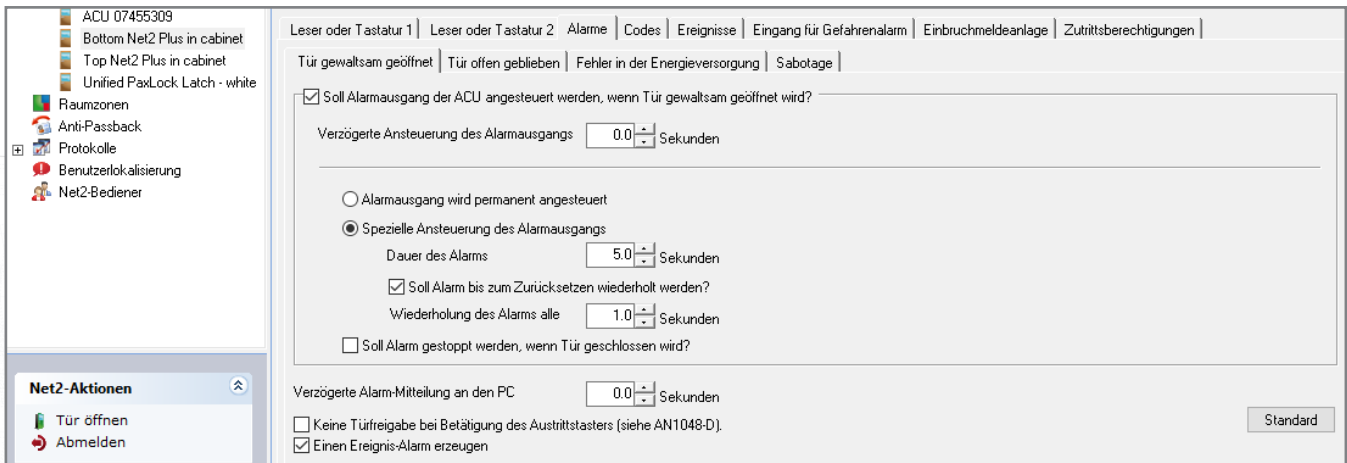 ACU 07455309
Bottom Net2 Plus in cabinet
Top Net2 Plus in cabinet
Unified PaxLock Latch - white
Raumzonen
Anti-Passback
Protokolle
Benutzerlokalisierung
Net2-Bediener
Net2-Aktionen
Tür öffnen
Abmelden
Leser oder Tastatur 1 Leser oder Tastatur 2 Alarme Codes Ereignisse Eingang für Gefahrenalarm Einbruchmeldeanlage Zutrittsberechtigungen
Tür gewaltsam geöffnet Tür offen geblieben Fehler in der Energieversorgung Sabotage
Soll Alarmausgang der ACU angesteuert werden, wenn Tür gewaltsam geöffnet wird?
Verzögerte Ansteuerung des Alarmausgangs 0.0 Sekunden
Alarmausgang wird permanent angesteuert
Spezielle Ansteuerung des Alarmausgangs
Dauer des Alarms 5.0 Sekunden
Soll Alarm bis zum Zurücksetzen wiederholt werden?
Wiederholung des Alarms alle 1.0 Sekunden
Soll Alarm gestoppt werden, wenn Tür geschlossen wird?
Verzögerte Alarm-Mitteilung an den PC 0.0 Sekunden
Keine Türfreigabe bei Betätigung des Austrittstasters (siehe AN1048-D).
Einen Ereignis-Alarm erzeugen
Standard